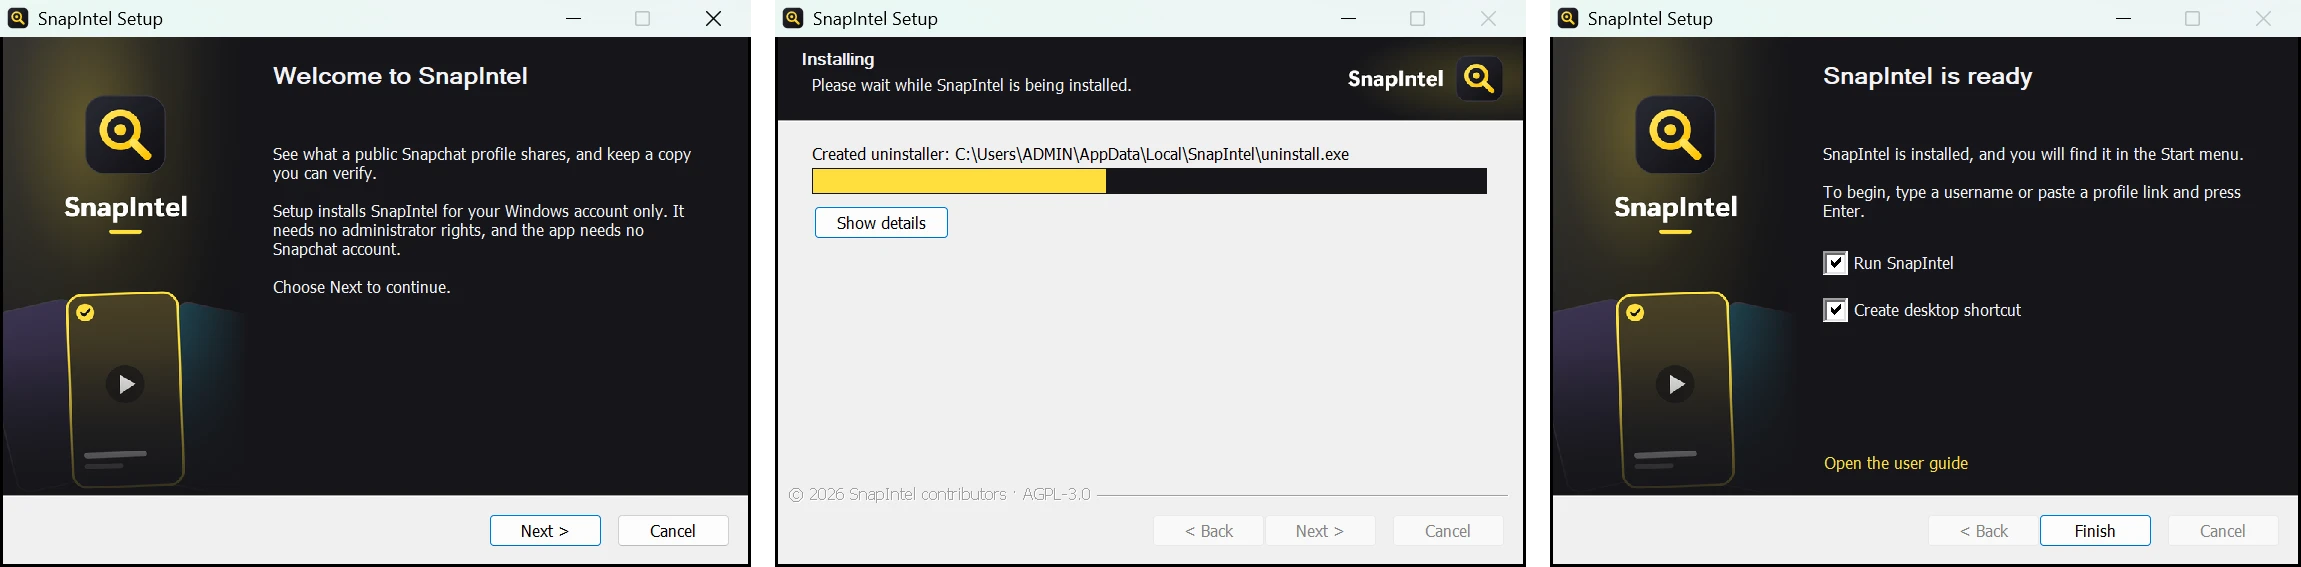 SnapIntel Setup
Welcome to SnapIntel
See what a public Snapchat profile shares, and keep a copy
you can verify.
SnapIntel
Setup installs SnapIntel for your Windows account only. It
needs no administrator rights, and the app needs no
Snapchat account.
Choose Next to continue.
Next >
Cancel
SnapIntel Setup
Installing
Please wait while SnapIntel is being installed.
SnapIntel
Created uninstaller: C:\Users\ADMIN\AppData\Local\SnapIntel\uninstall.exe
Show details
© 2026 SnapIntel contributors · AGPL-3.0
< Back
Next >
Cancel
SnapIntel Setup
SnapIntel is ready
SnapIntel is installed, and you will find it in the Start menu.
To begin, type a username or paste a profile link and press
Enter.
SnapIntel
Run SnapIntel
Create desktop shortcut
Open the user guide
< Back
Finish
Cancel